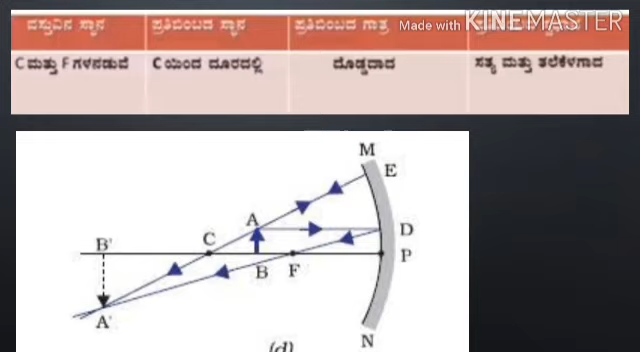 ವಸ್ತುವಿನ ಸ್ಥಾನ ಪ್ರತಿಬಿಂಬದ ಸ್ಥಾನ ಪ್ರತಿಬಿಂಬದ ಗಾತ್ರ Made with KINEMASTER
C ಮತ್ತು F ಗಳನಡುವೆ C ಯಿಂದ ದೂರದಲ್ಲಿ ದೊಡ್ಡದಾದ ಸತ್ಯ ಮತ್ತು ತಲೆಕೆಳಗಾದ
M
E
A D
B' C
B F P
A'
N
(d)